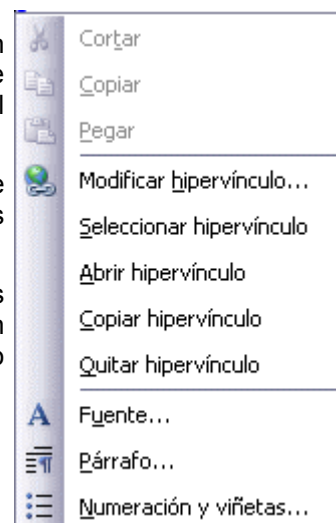 Cortar
Copiar
Pegar
Modificar hipervínculo...
Seleccionar hipervínculo
Abrir hipervínculo
Copiar hipervínculo
Quitar hipervínculo
Fuente...
Párrafo...
Numeración y viñetas...